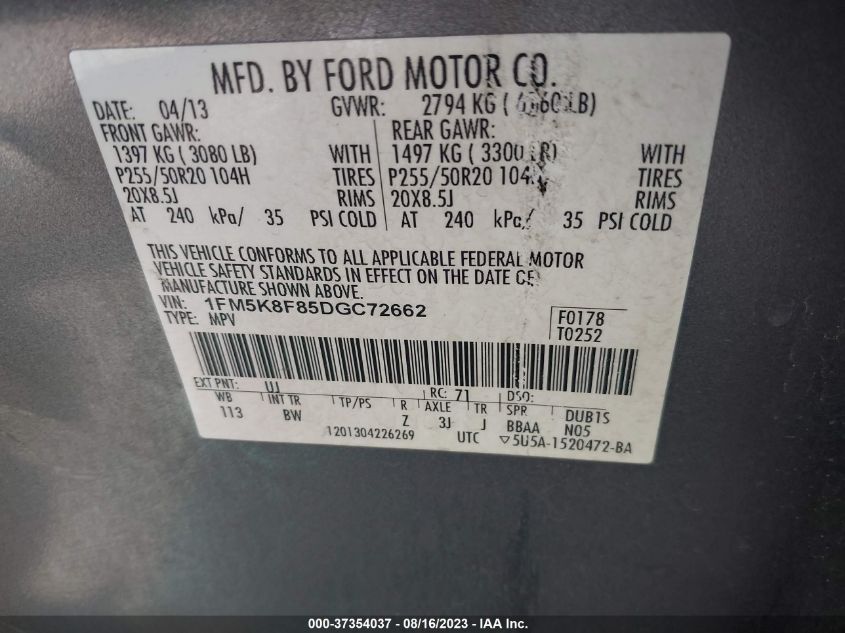 MFD. BY FORD MOTOR CO.
DATE: 04/13 GVWR: 2794 KG ( LB)
FRONT GAWR: REAR GAWR:
1397 KG ( 3080 LB) WITH 1497 KG ( 3300 WITH
P255/50R20 104H TIRES P255/50R20 TIRES
20X8.5J RIMS 20X8.5J RIMS
AT 240 kPa/ 35 PSI COLD AT 240 kPa/ 35 PSI COLD
THIS VEHICLE CONFORMS TO ALL APPLICABLE FEDERAL MOTOR
VEHICLE SAFETY STANDARDS IN EFFECT ON THE DATE OF
MANUFACTURE SHOWN ABOVE.
VIN: 1FM5K8F85DGC72662 F0178
TYPE: MPV T0252
EXT PNT: UJ RC: 71 DSO:
WB INT TR TP/PS R AXLE TR SPR DUB1S
113 BW Z 3J J BBAA N05
1201304226269 UTC ▽5U5A-1520472-BA
000-37354037 - 08/16/2023 - IAA Inc.